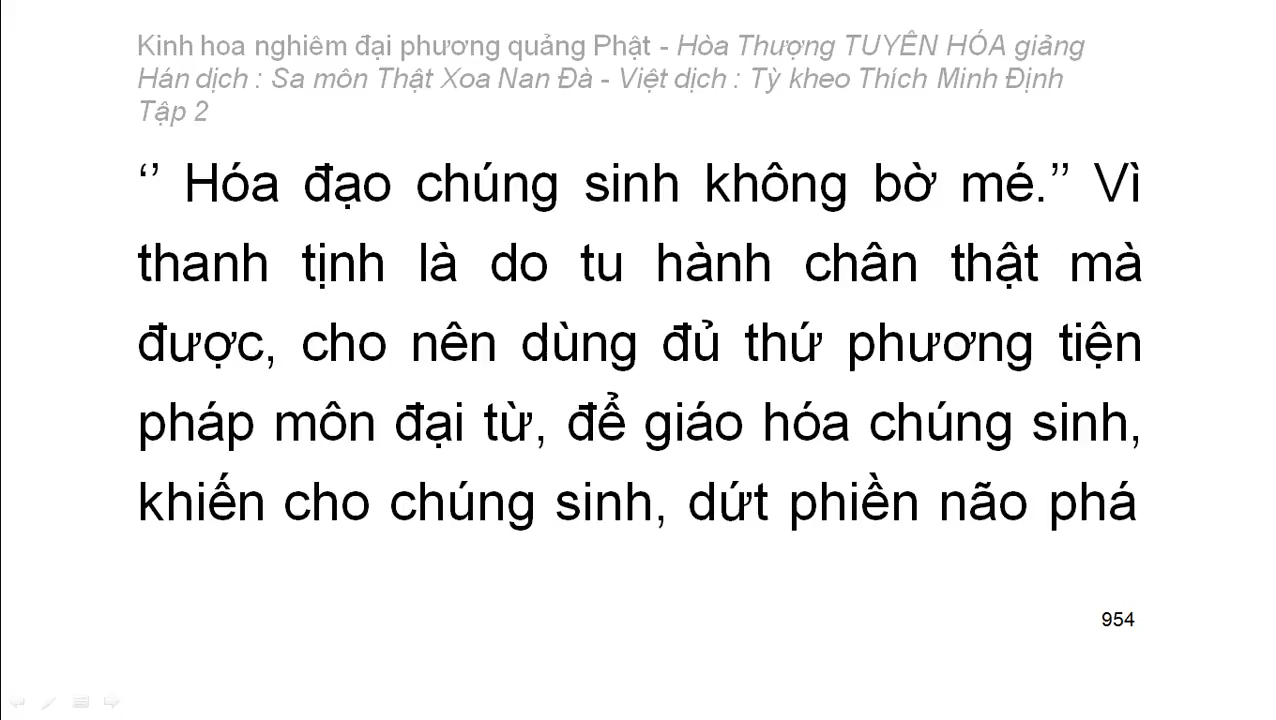 Kinh hoa nghiêm đại phương quảng Phật - Hòa Thượng TUYÊN HÓA giảng
Hán dịch : Sa môn Thật Xoa Nan Đà - Việt dịch : Tỳ kheo Thích Minh Định
Tập 2
‘’ Hóa đạo chúng sinh không bờ mé.’’ Vì
thanh tịnh là do tu hành chân thật mà
được, cho nên dùng đủ thứ phương tiện
pháp môn đại từ, để giáo hóa chúng sinh,
khiến cho chúng sinh, dứt phiền não phá
954